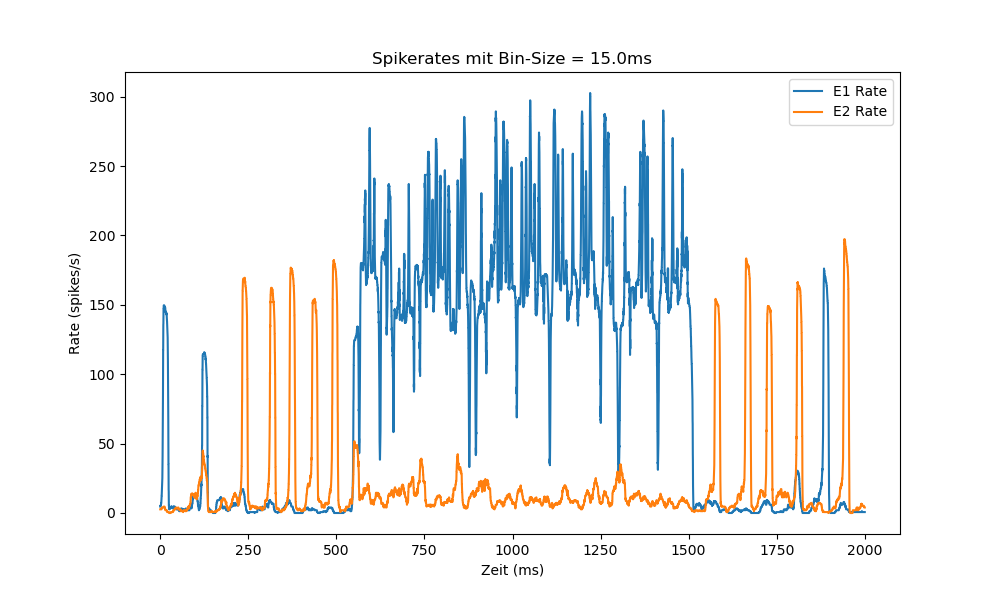 Spikerates mit Bin-Size = 15.0ms
E1 Rate
E2 Rate
Rate (spikes/s)
300
250
200
150
100
50
0
0 250 500 750 1000 1250 1500 1750 2000
Zeit (ms)